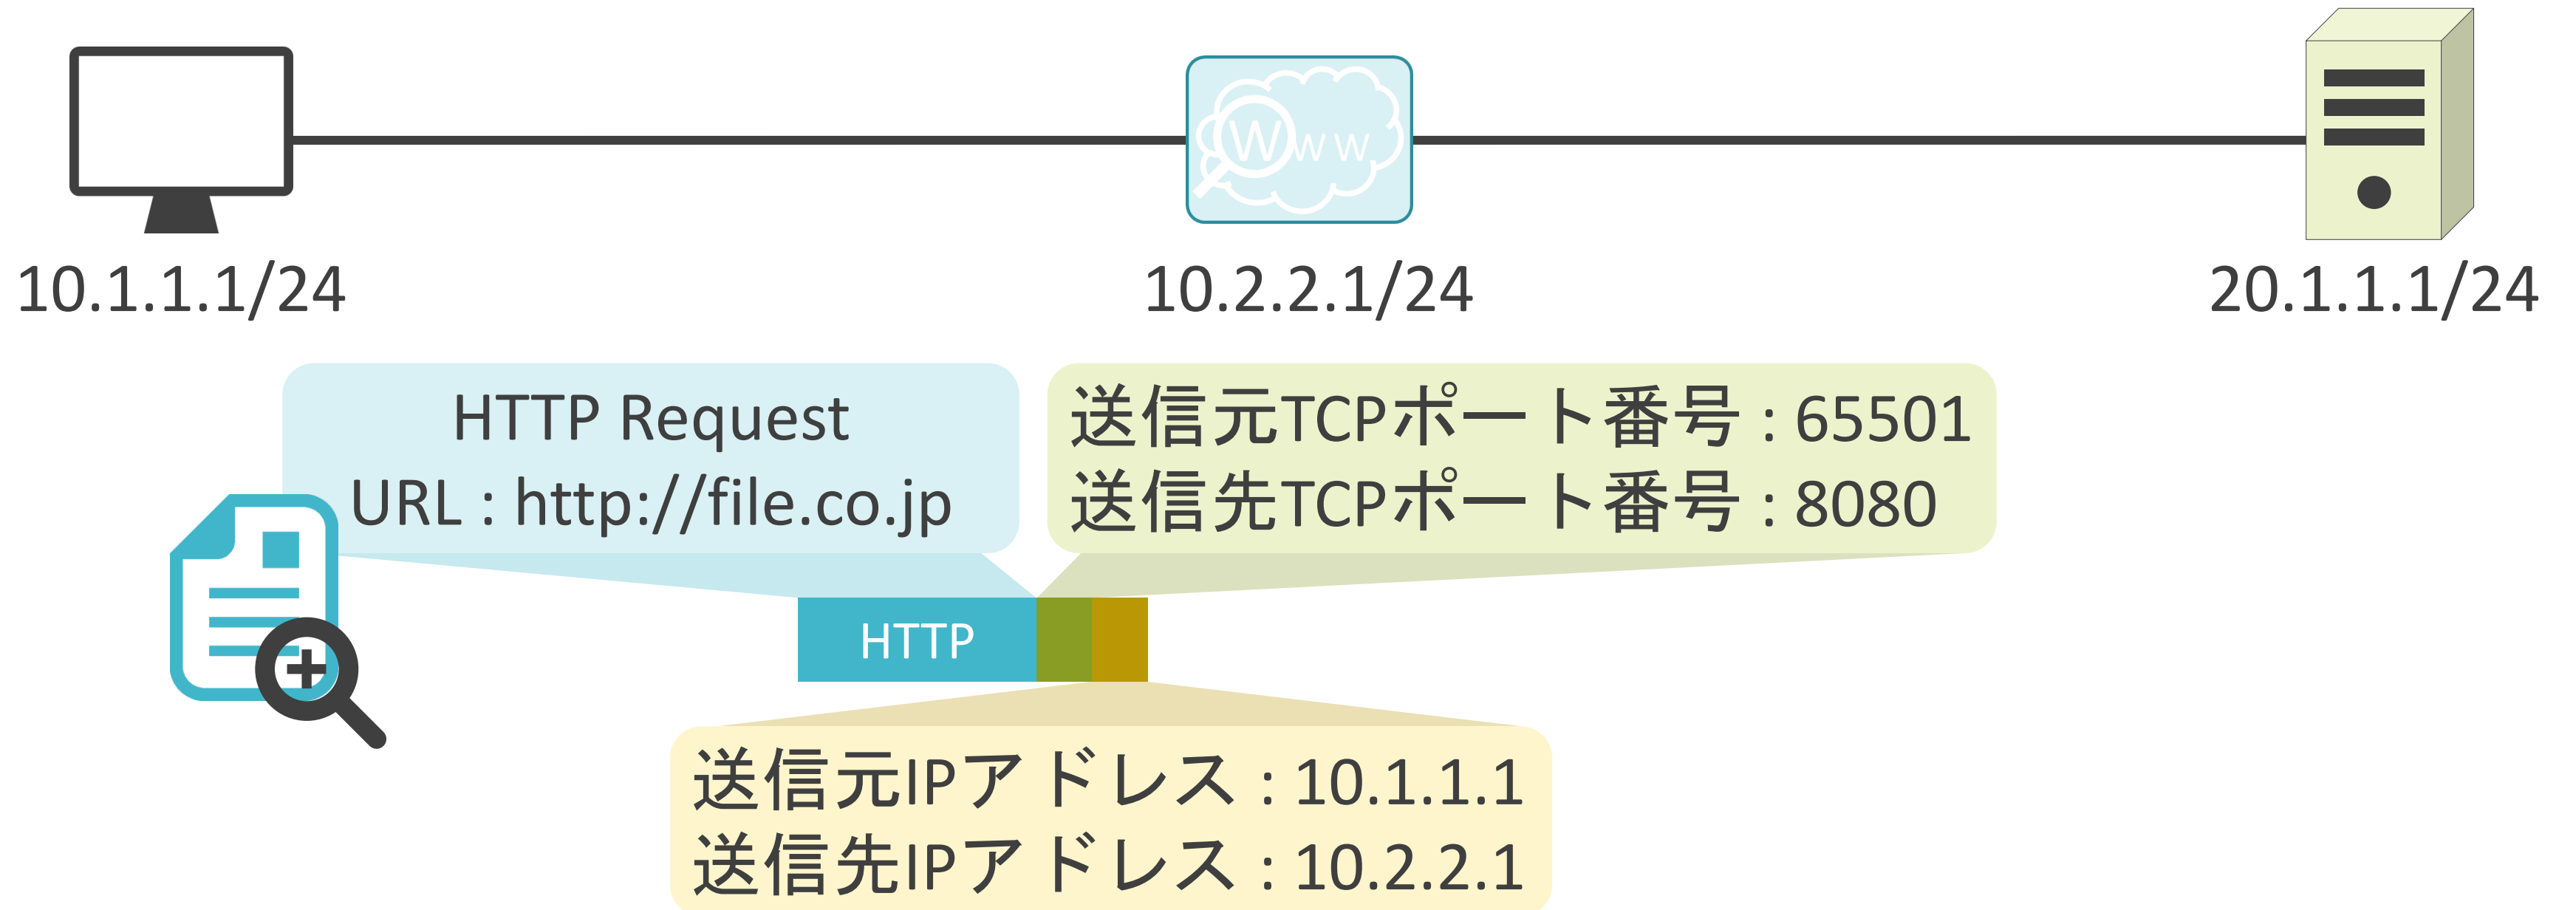 WWW
10.1.1.1/24
10.2.2.1/24
20.1.1.1/24
HTTP Request
URL : http://file.co.jp
送信元TCPポート番号 : 65501
送信先TCPポート番号 : 8080
HTTP
送信元IPアドレス : 10.1.1.1
送信先IPアドレス : 10.2.2.1